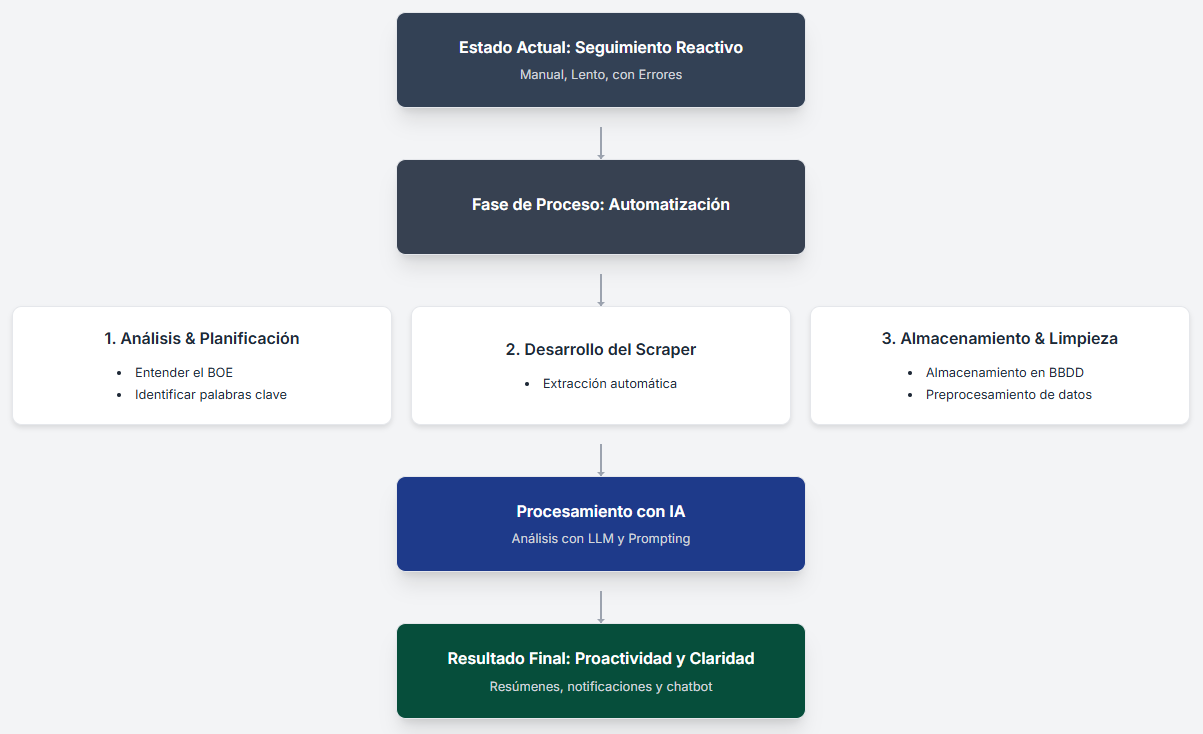 Estado Actual: Seguimiento Reactivo
Manual, Lento, con Errores
Fase de Proceso: Automatización
1. Análisis & Planificación
• Entender el BOE
• Identificar palabras clave
2. Desarrollo del Scraper
• Extracción automática
3. Almacenamiento & Limpieza
• Almacenamiento en BBDD
• Preprocesamiento de datos
Procesamiento con IA
Análisis con LLM y Prompting
Resultado Final: Proactividad y Claridad
Resúmenes, notificaciones y chatbot